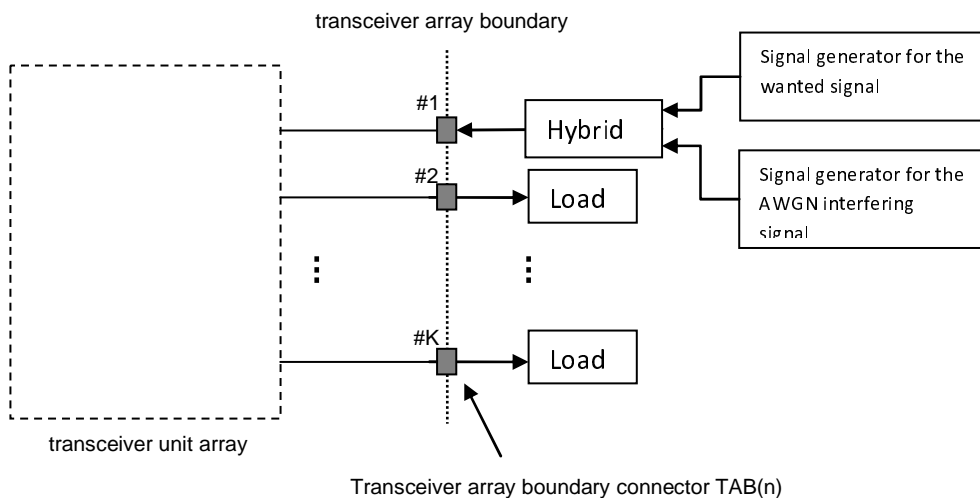 transceiver array boundary
Signal generator for the
wanted signal
#1
Hybrid
#2
Load
Signal generator for the
AWGN interfering
signal
#K
Load
transceiver unit array
Transceiver array boundary connector TAB(n)